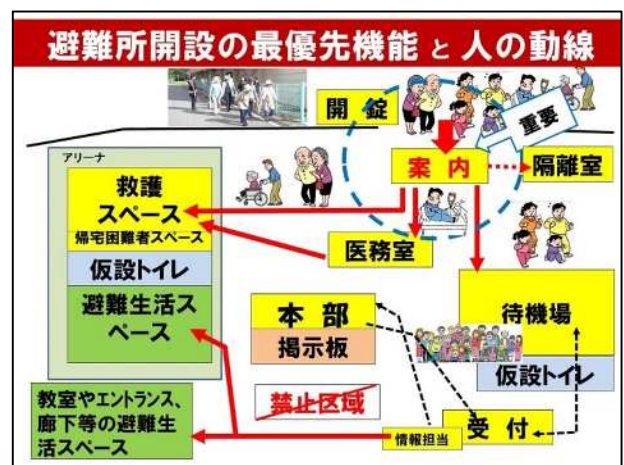 避難所開設の最優先機能 と 人の動線
開錠
重要
アリーナ
案内
隔離室
救護
スペース
帰宅困難者スペース
医務室
仮設トイレ
避難生活ス
ペース
本部
掲示板
待機場
仮設トイレ
教室やエントランス、
廊下等の避難生
活スペース
禁止区域
情報担当
受付